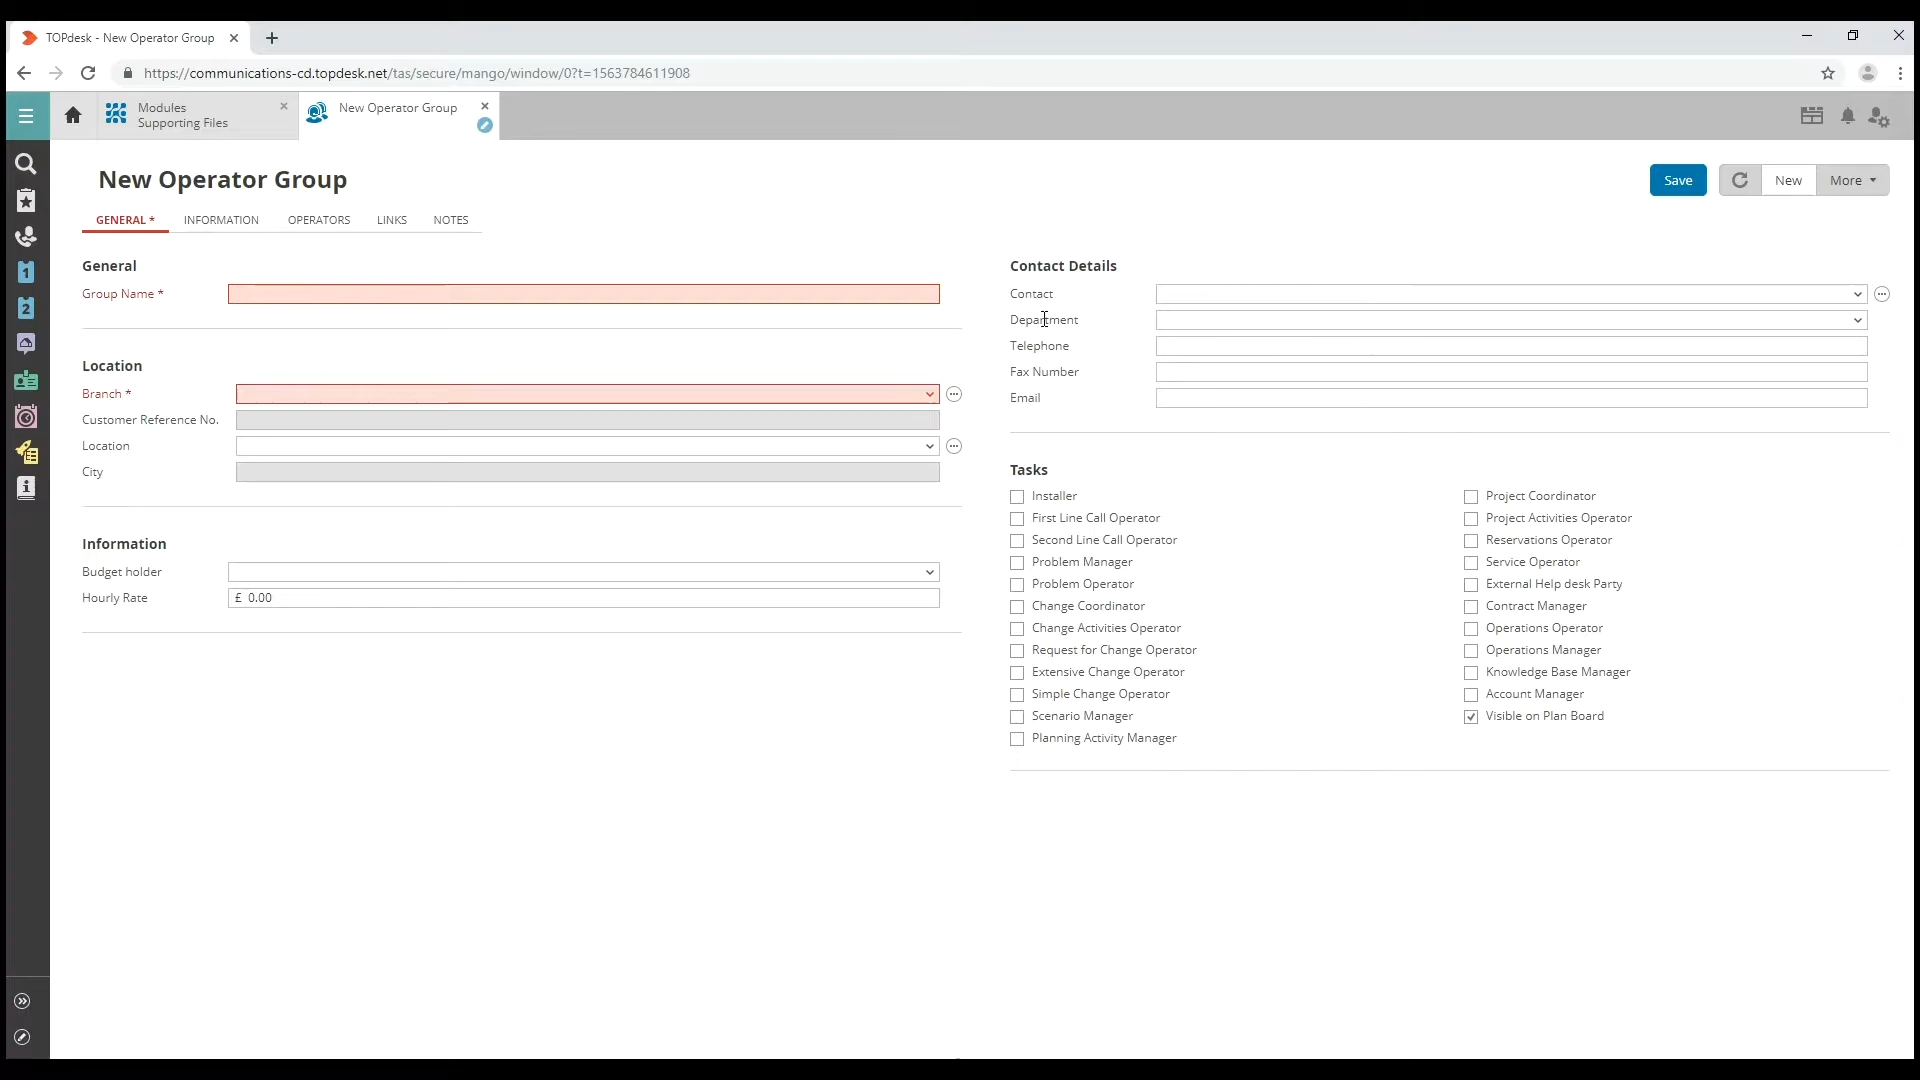 TOPdesk - New Operator Group
https://communications-cd.topdesk.net/tas/secure/mango/window/0?t=1563784611908
Modules
Supporting Files
New Operator Group
1
2
New Operator Group
Save
New
More
GENERAL *
INFORMATION
OPERATORS
LINKS
NOTES
General
Group Name *
Location
Branch *
Customer Reference No.
Location
City
Information
Budget holder
Hourly Rate
£ 0.00
Contact Details
Contact
Department
Telephone
Fax Number
Email
Tasks
Installer
First Line Call Operator
Second Line Call Operator
Problem Manager
Problem Operator
Change Coordinator
Change Activities Operator
Request for Change Operator
Extensive Change Operator
Simple Change Operator
Scenario Manager
Planning Activity Manager
Project Coordinator
Project Activities Operator
Reservations Operator
Service Operator
External Help desk Party
Contract Manager
Operations Operator
Operations Manager
Knowledge Base Manager
Account Manager
Visible on Plan Board